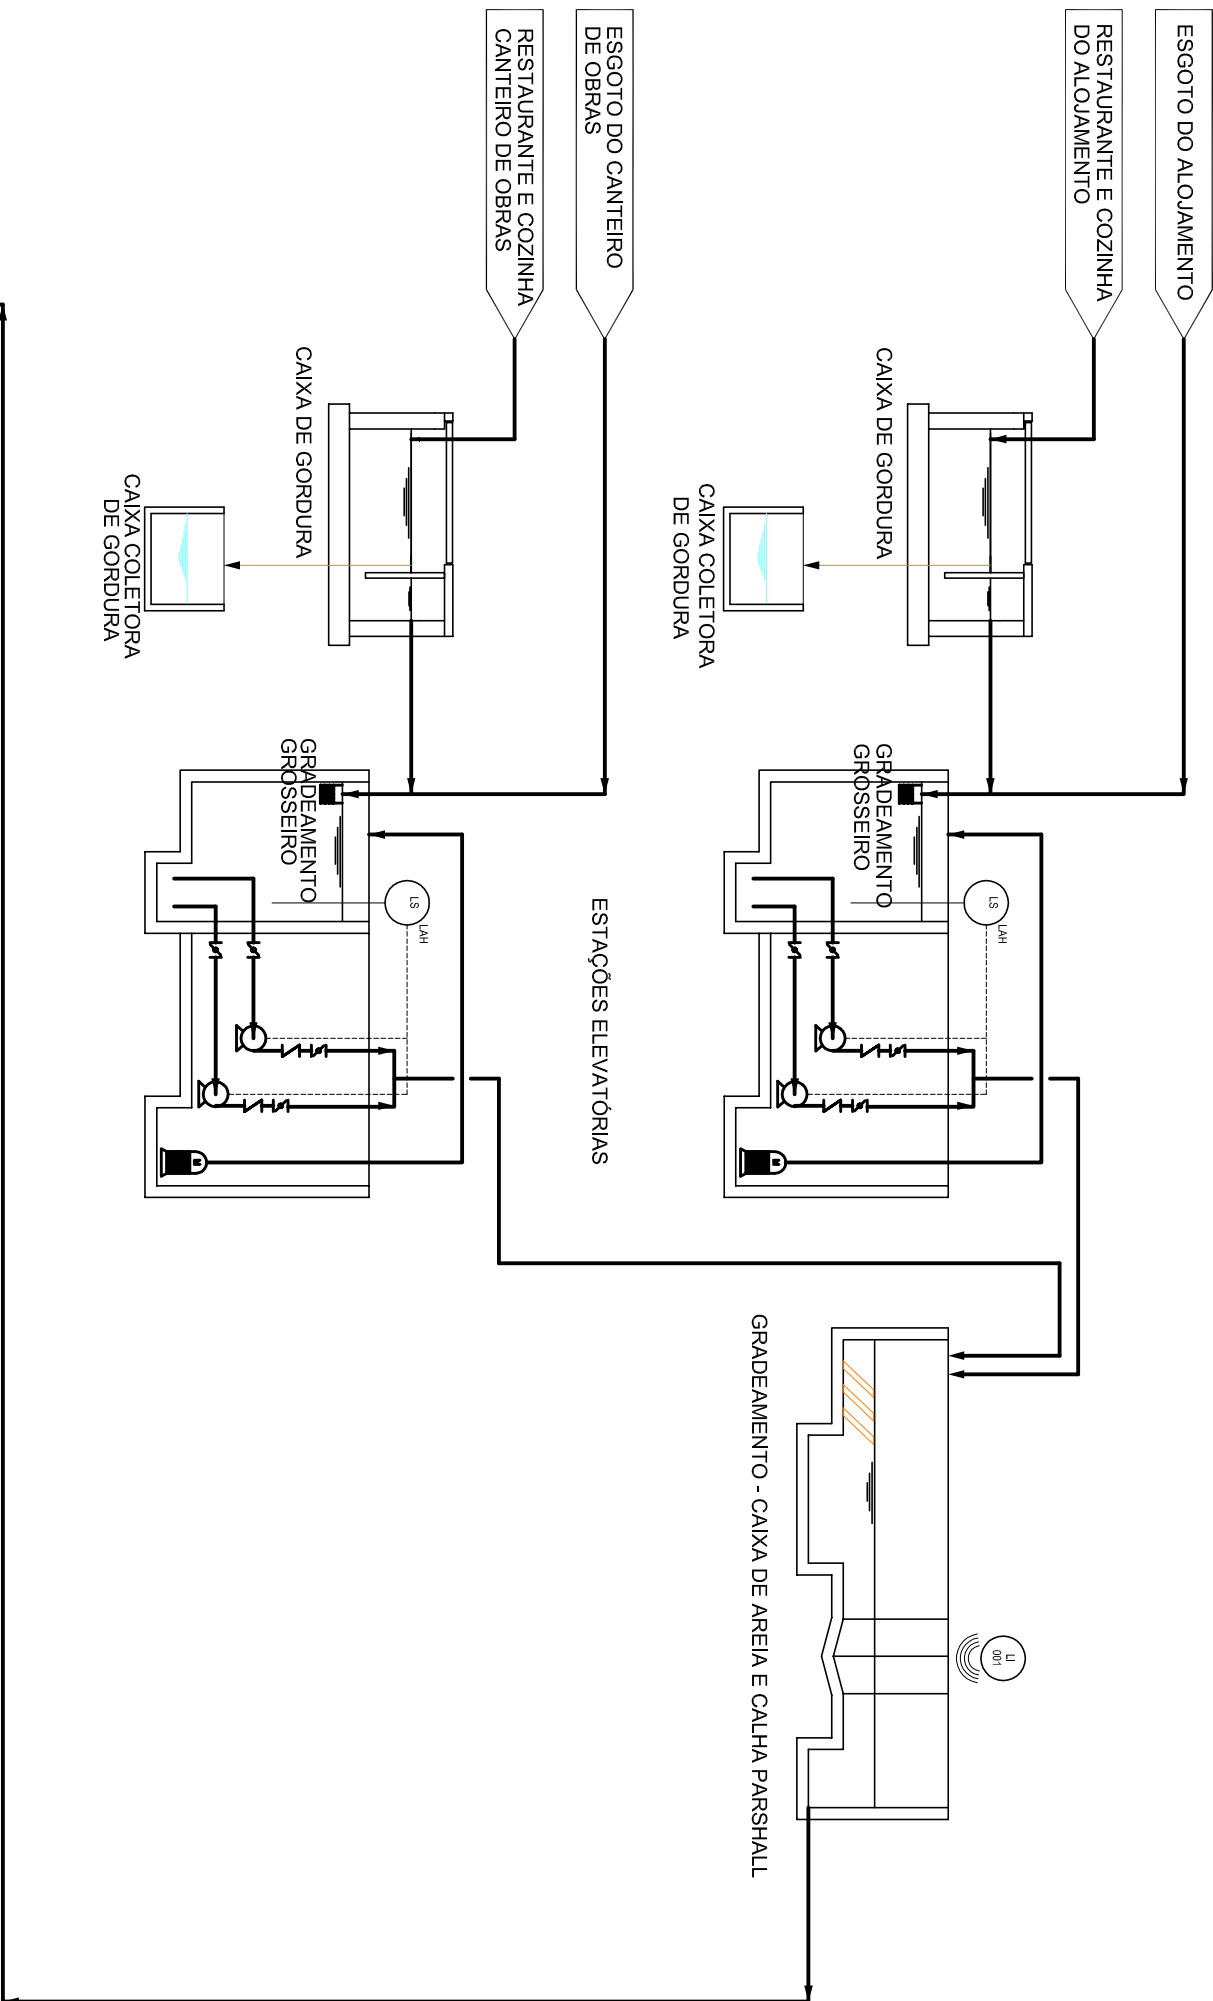 ESGOTO DO ALOJAMENTO
RESTAURANTE E COZINHA
DO ALOJAMENTO
CAIXA DE GORDURA
CAIXA COLETORA
DE GORDURA
GRADEAMENTO
GROSSEIRO
LS
LAH
M
ESGOTO DO CANTEIRO
DE OBRAS
RESTAURANTE E COZINHA
CANTEIRO DE OBRAS
CAIXA DE GORDURA
CAIXA COLETORA
DE GORDURA
GRADEAMENTO
GROSSEIRO
LS
LAH
M
ESTAÇÕES ELEVATÓRIAS
LI
001
GRADEAMENTO - CAIXA DE AREIA E CALHA PARSHALL